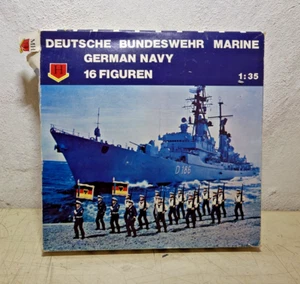 DEUTSCHE BUNDESWEHR MARINE
GERMAN NAVY
16 FIGUREN
1:35
D 186